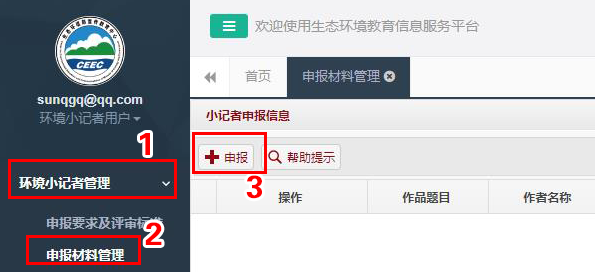 CEEC
sunqgq@qq.com
环境小记者用户
1
环境小记者管理
申报要求及评审标准
2
申报材料管理
欢迎使用生态环境教育信息服务平台
首页
申报材料管理
小记者申报信息
申报
帮助提示
3
操作
作品题目
作者名称